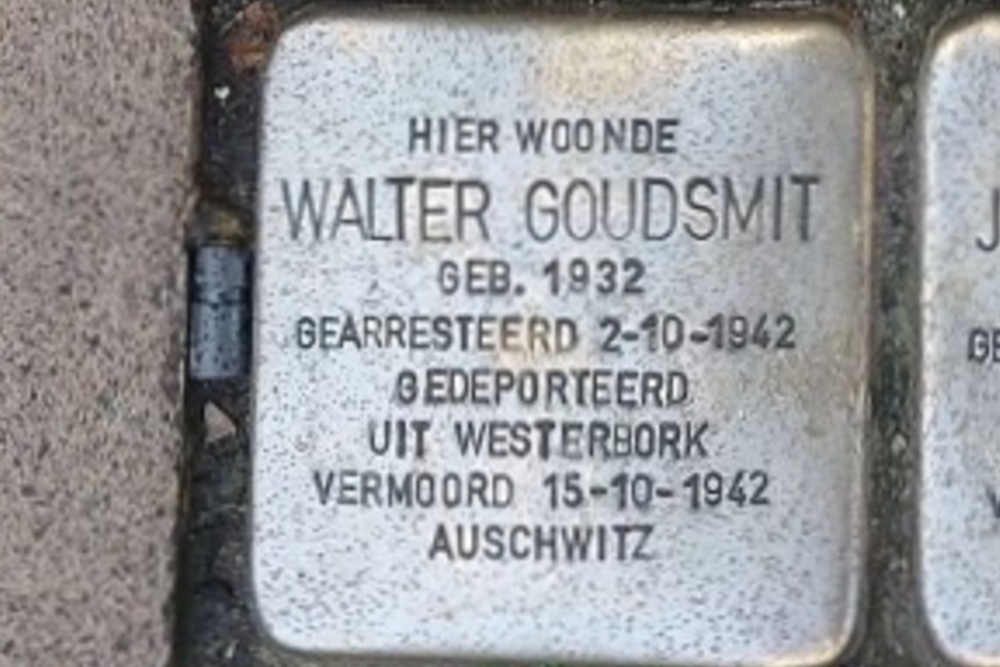 HIER WOONDE
WALTER GOUDSMIT
GEB. 1932
GEARRESTEERD 2-10-1942
GEDEPORTEERD
UIT WESTERBORK
VERMOORD 15-10-1942
AUSCHWITZ